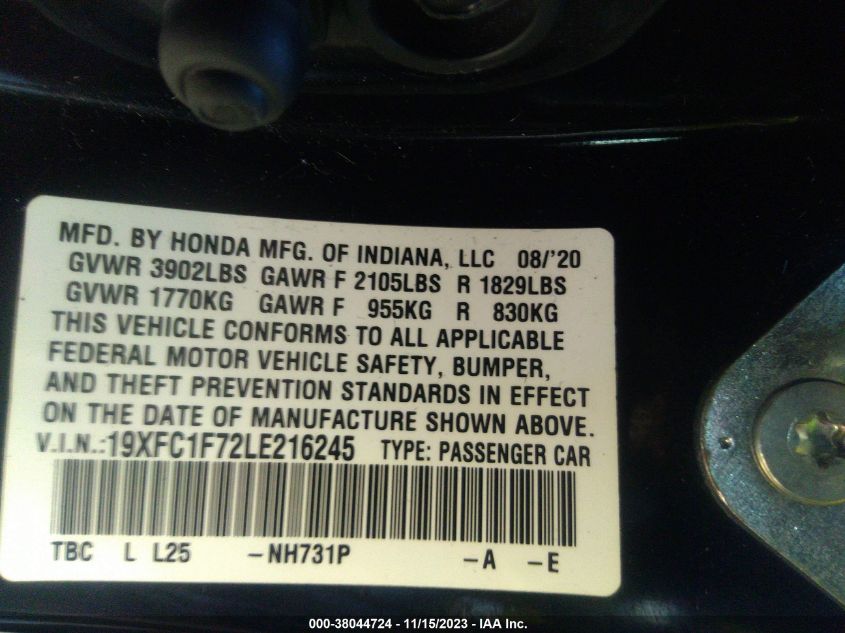 MFD. BY HONDA MFG. OF INDIANA, LLC 08/'20
GVWR 3902LBS GAWR F 2105LBS R 1829LBS
GVWR 1770KG GAWR F 955KG R 830KG
THIS VEHICLE CONFORMS TO ALL APPLICABLE
FEDERAL MOTOR VEHICLE SAFETY, BUMPER,
AND THEFT PREVENTION STANDARDS IN EFFECT
ON THE DATE OF MANUFACTURE SHOWN ABOVE.
V.I.N.:19XFC1F72LE216245 TYPE: PASSENGER CAR
TBC L L25 -NH731P -A -E
000-38044724 - 11/15/2023 - IAA Inc.